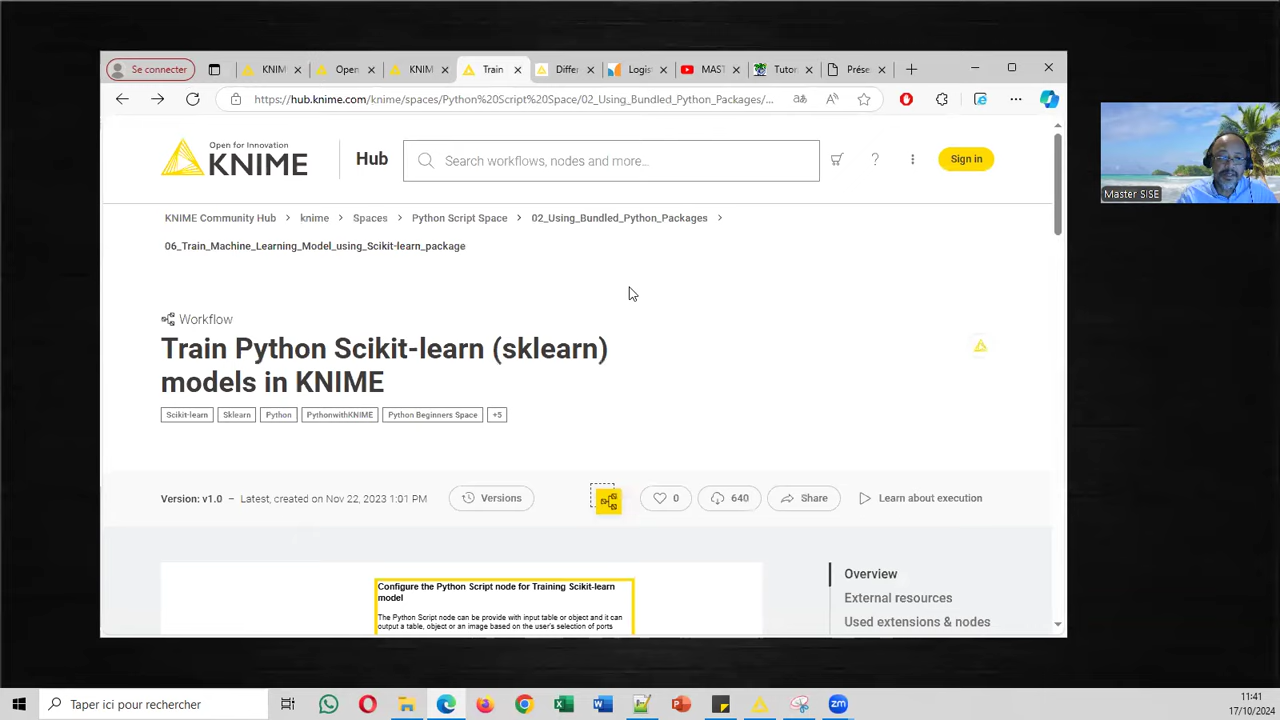 Se connecter
KNIM
Open
KNIM
Train
Differ
Logis
MAST
Tutor
Prése
https://hub.knime.com/knime/spaces/Python%20Script%20Space/02_Using_Bundled_Python_Packages/...
Open for Innovation
KNIME
Hub
Search workflows, nodes and more...
Sign in
KNIME Community Hub
knime
Spaces
Python Script Space
02_Using_Bundled_Python_Packages
06_Train_Machine_Learning_Model_using_Scikit-learn_package
Workflow
Train Python Scikit-learn (sklearn)
models in KNIME
Scikit-learn
Sklearn
Python
PythonwithKNIME
Python Beginners Space
+5
Version: v1.0 – Latest, created on Nov 22, 2023 1:01 PM
Versions
0
640
Share
Learn about execution
Configure the Python Script node for Training Scikit-learn
model
The Python Script node can be provide with input table or object and it can
output a table, object or an image based on the user's selection of ports
Overview
External resources
Used extensions & nodes
Master SISE
Taper ici pour rechercher
zm
11:41
17/10/2024